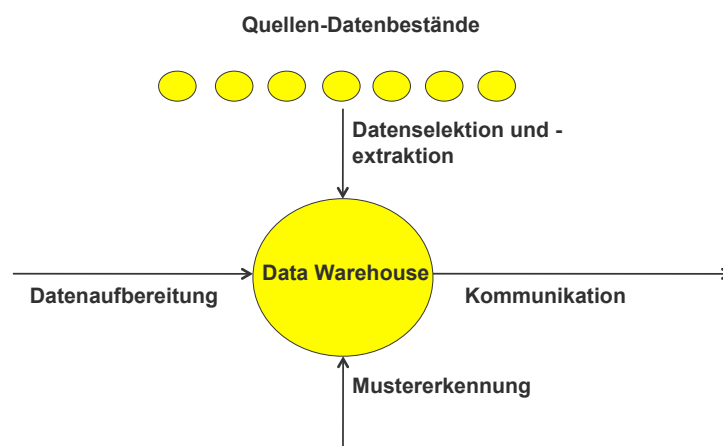 Quellen-Datenbestände
Datenselektion und -
extraktion
Data Warehouse
Datenaufbereitung
Kommunikation
Mustererkennung